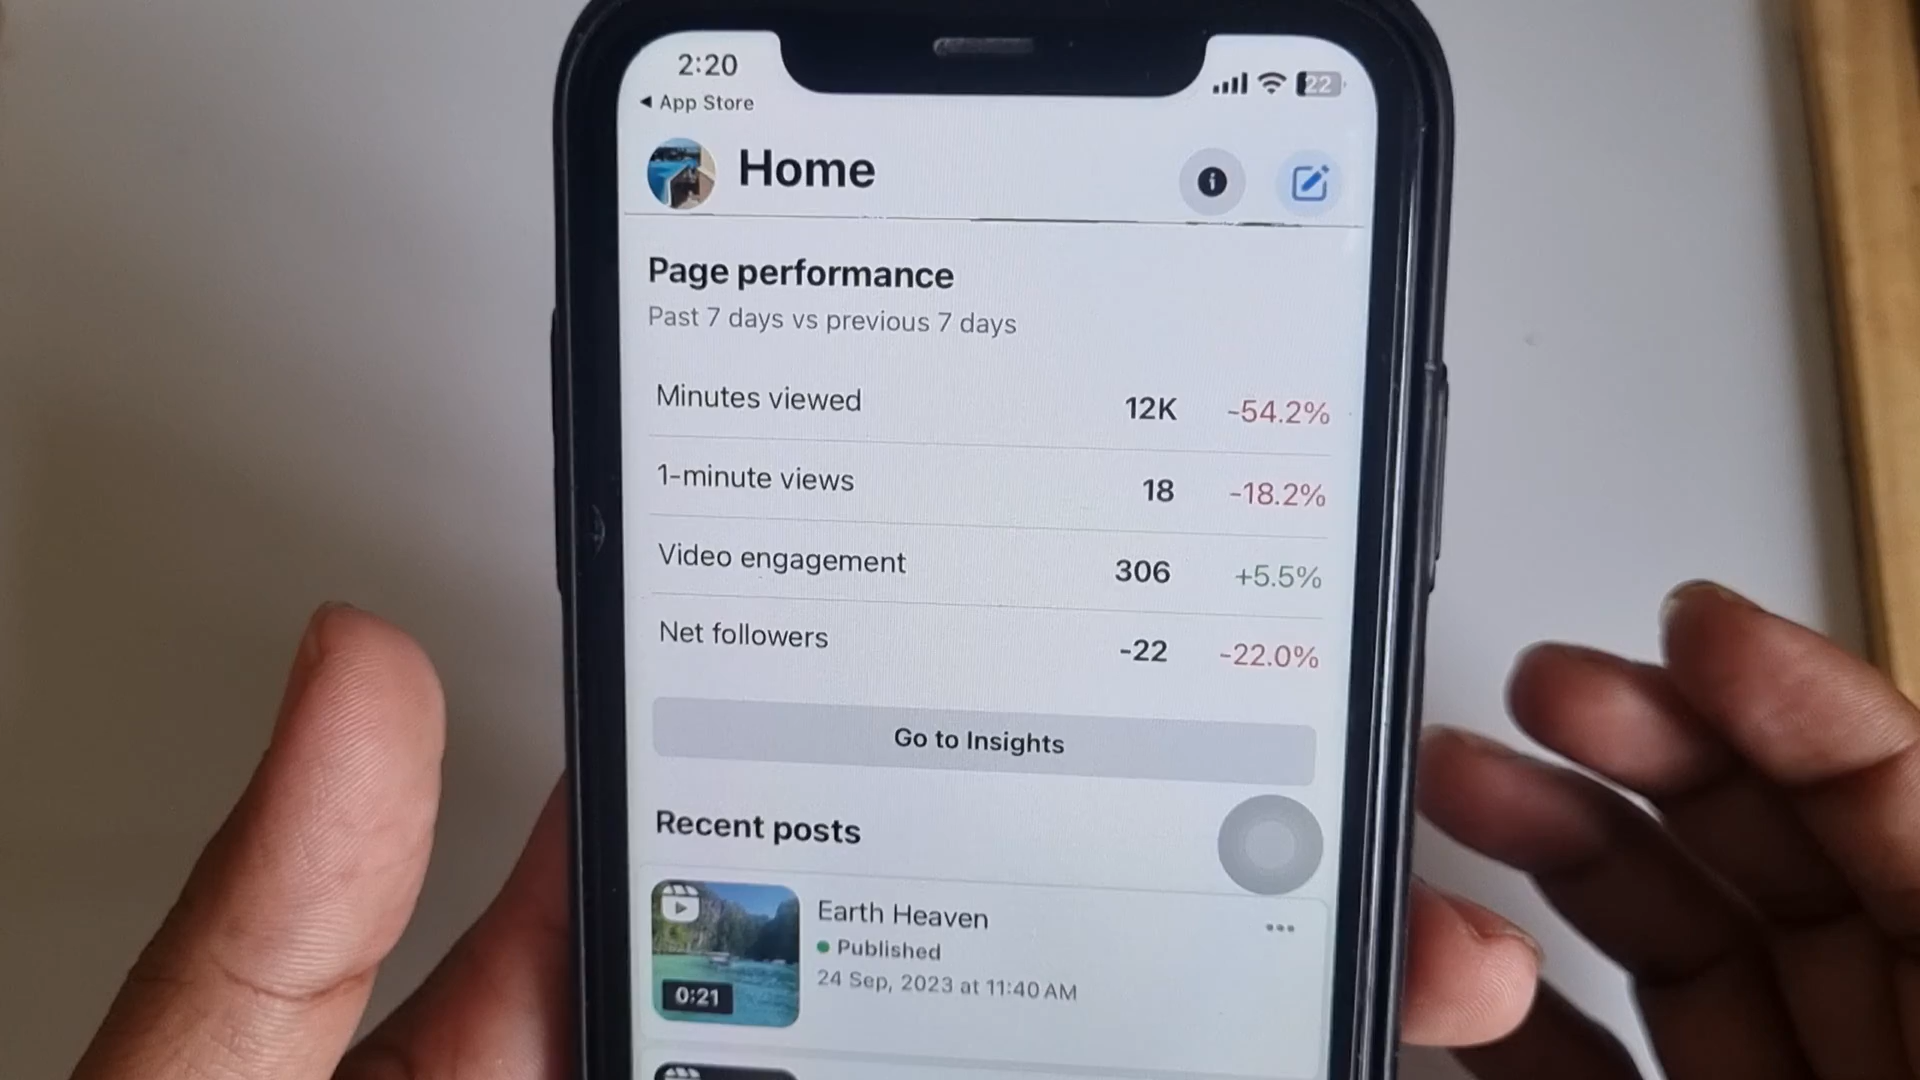 2:20
22
◀ App Store
Home
Page performance
Past 7 days vs previous 7 days
Minutes viewed 12K -54.2%
1-minute views 18 -18.2%
Video engagement 306 +5.5%
Net followers -22 -22.0%
Go to Insights
Recent posts
Earth Heaven
Published
24 Sep, 2023 at 11:40 AM
0:21